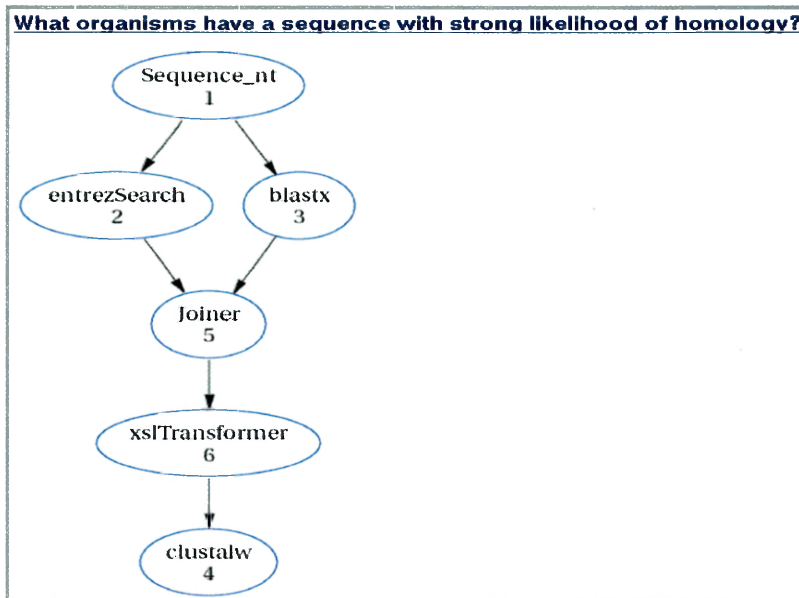 What organisms have a sequence with strong likelihood of homology?
Sequence_nt
1
entrezSearch
2
blastx
3
Joiner
5
xslTransformer
6
clustalw
4